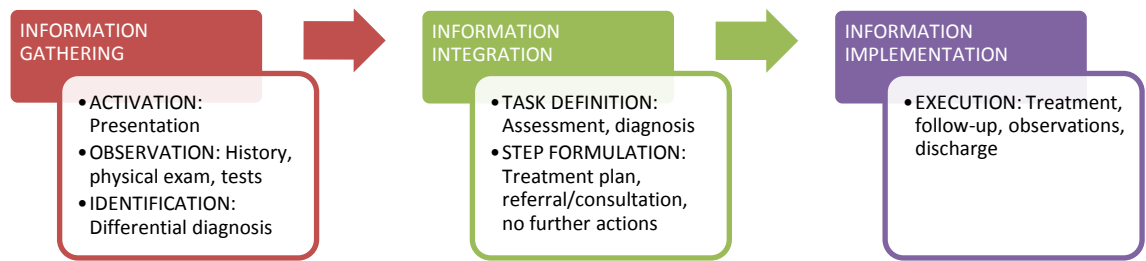 INFORMATION
GATHERING
•ACTIVATION:
Presentation
•OBSERVATION: History,
physical exam, tests
•IDENTIFICATION:
Differential diagnosis
INFORMATION
INTEGRATION
•TASK DEFINITION:
Assessment, diagnosis
•STEP FORMULATION:
Treatment plan,
referral/consultation,
no further actions
INFORMATION
IMPLEMENTATION
•EXECUTION: Treatment,
follow-up, observations,
discharge